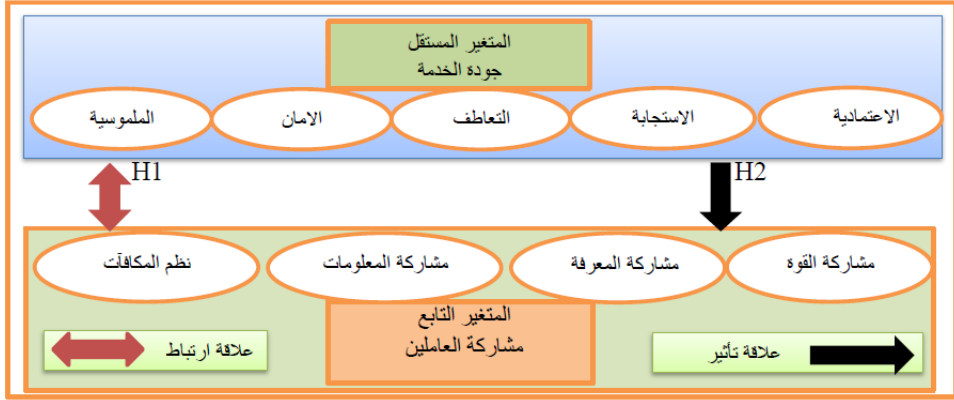 المتغير المستقل
جودة الخدمة
الاعتمادية
الاستجابة
التعاطف
الامان
الملموسية
H2
H1
مشاركة القوة
مشاركة المعرفة
مشاركة المعلومات
نظم المكافآت
المتغير التابع
مشاركة العاملين
علاقة تأثير
علاقة ارتباط